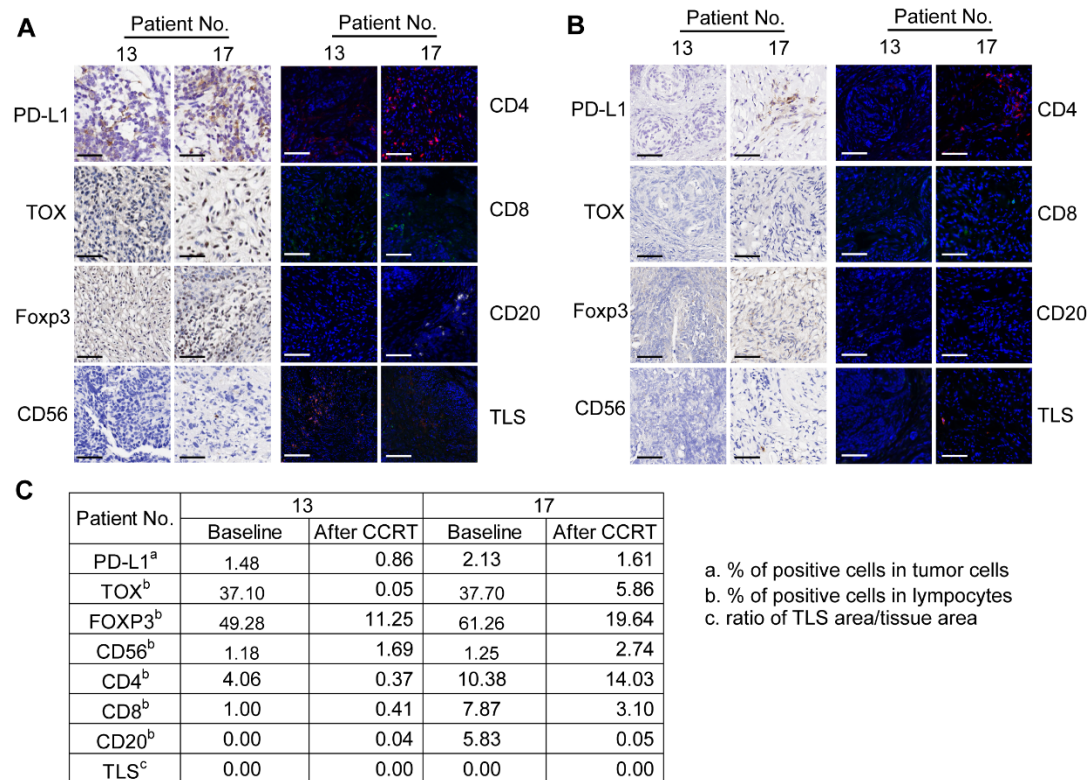 A
Patient No.
13 17
Patient No.
13 17
PD-L1
TOX
Foxp3
CD56
CD4
CD8
CD20
TLS
B
Patient No.
13 17
Patient No.
13 17
PD-L1
TOX
Foxp3
CD56
CD4
CD8
CD20
TLS
C
Patient No. 13 17
Baseline After CCRT Baseline After CCRT
PD-L1a 1.48 0.86 2.13 1.61
TOXb 37.10 0.05 37.70 5.86
FOXP3b 49.28 11.25 61.26 19.64
CD56b 1.18 1.69 1.25 2.74
CD4b 4.06 0.37 10.38 14.03
CD8b 1.00 0.41 7.87 3.10
CD20b 0.00 0.04 5.83 0.05
TLSc 0.00 0.00 0.00 0.00
a. % of positive cells in tumor cells
b. % of positive cells in lympocytes
c. ratio of TLS area/tissue area